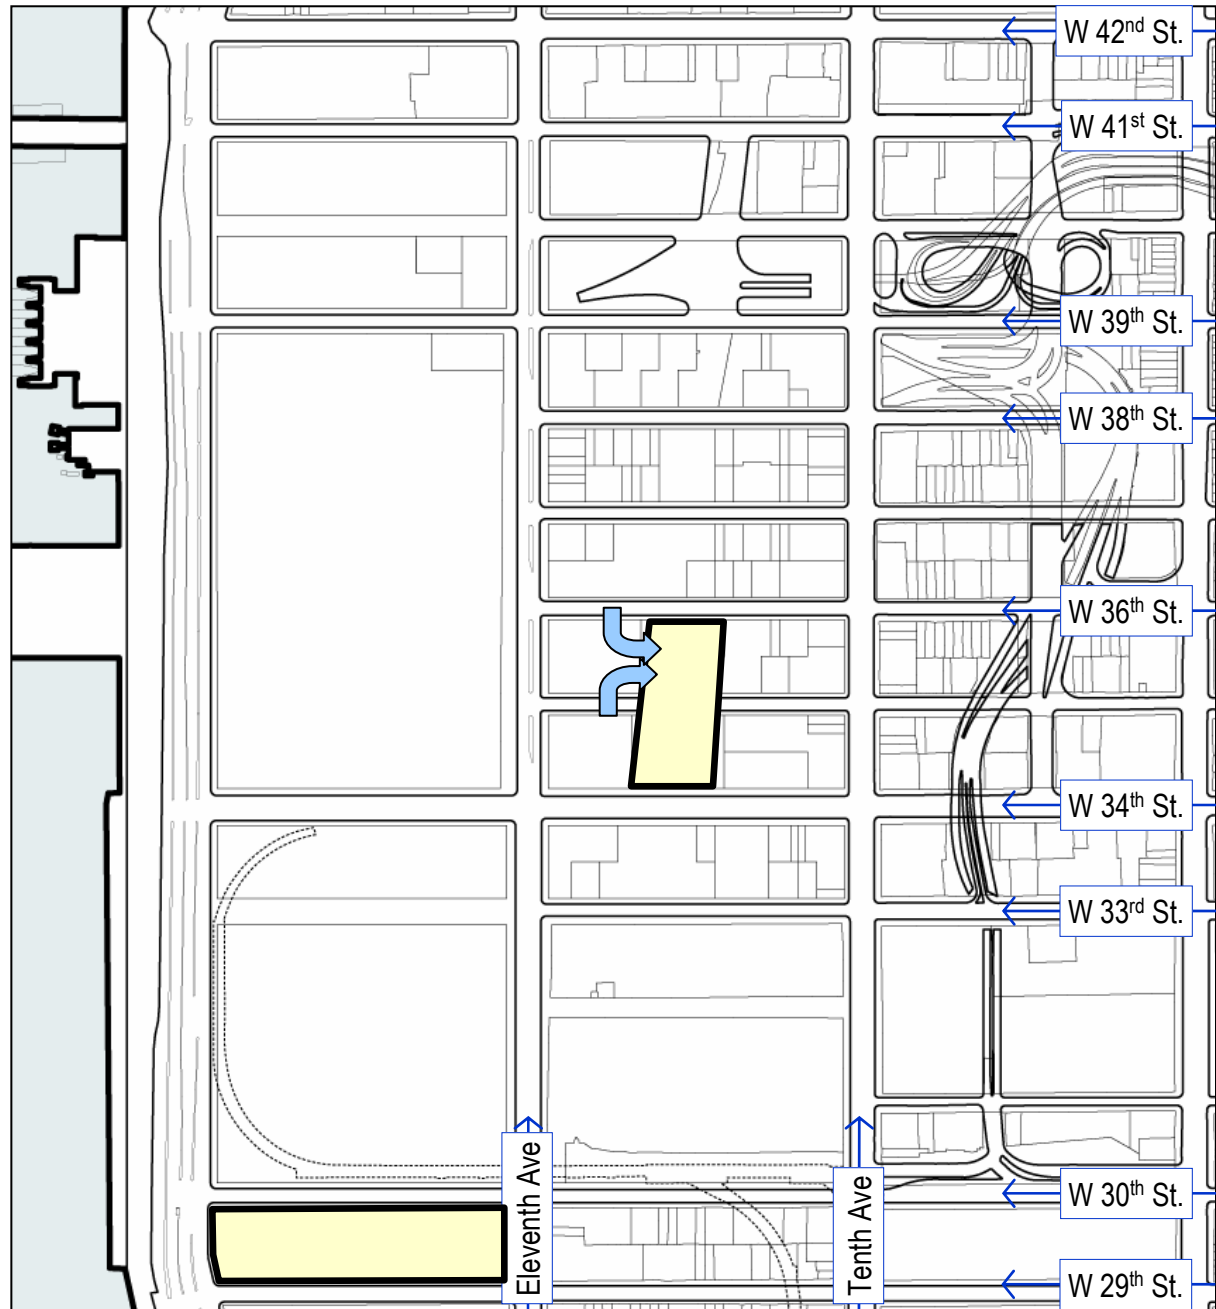 W 42nd St.
W 41st St.
W 39th St.
W 38th St.
W 36th St.
W 34th St.
W 33rd St.
Eleventh Ave
Tenth Ave
W 30th St.
W 29th St.